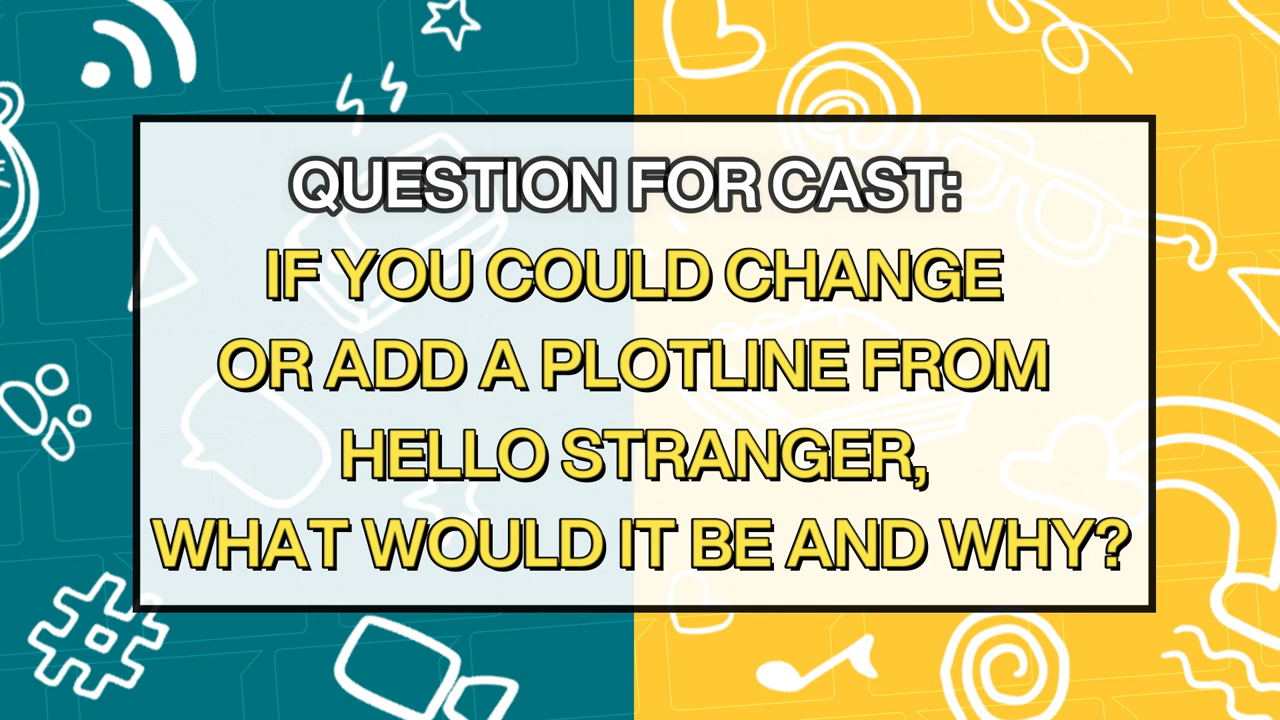 QUESTION FOR CAST:
IF YOU COULD CHANGE
OR ADD A PLOTLINE FROM
HELLO STRANGER,
WHAT WOULD IT BE AND WHY?